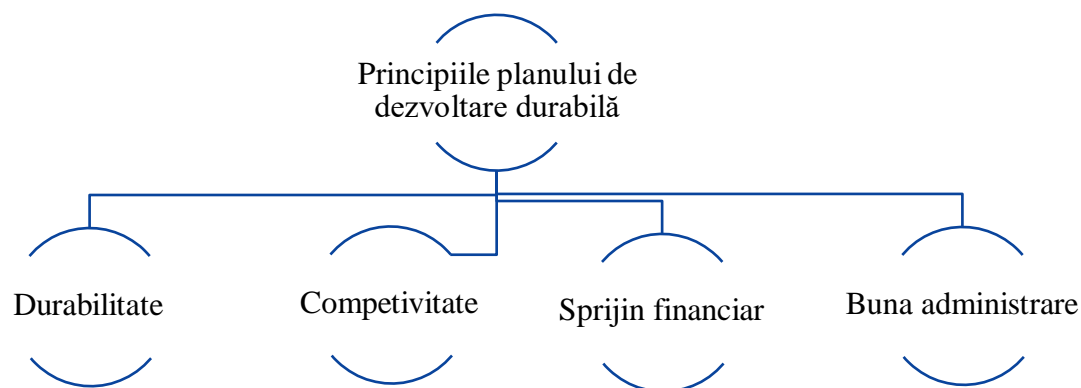 Principiile planului de
dezvoltare durabilă
Durabilitate
Competivitate
Sprijin financiar
Buna administrare